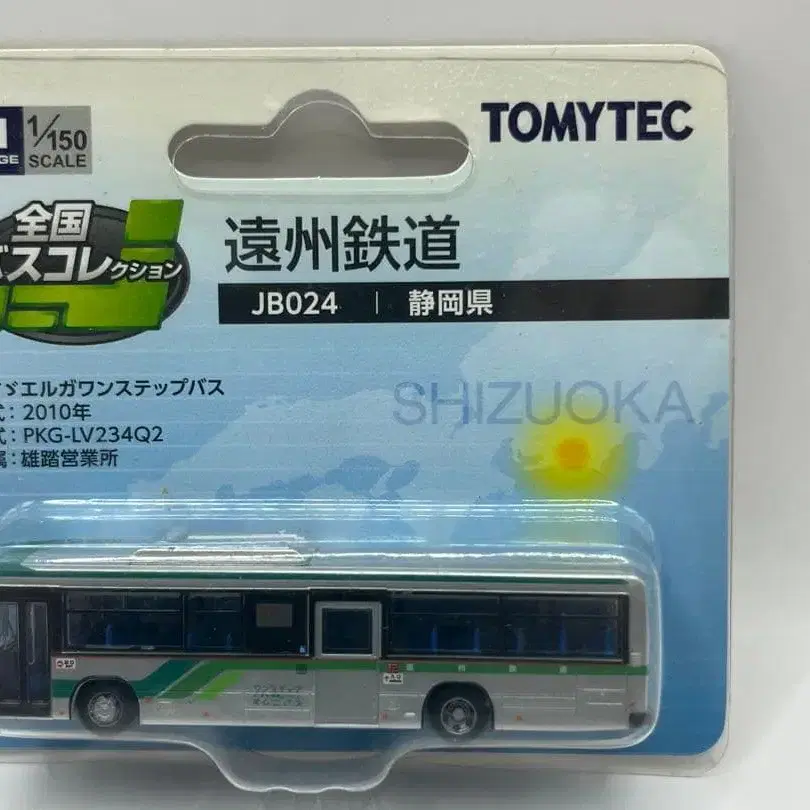 TOMYTEC
1/150
SCALE
全国
バスコレクション
遠州鉄道
JB024 | 静岡県
SHIZUOKA
エルガワンステップバス
式：2010年
式：PKG-LV234Q2
属：雄踏営業所